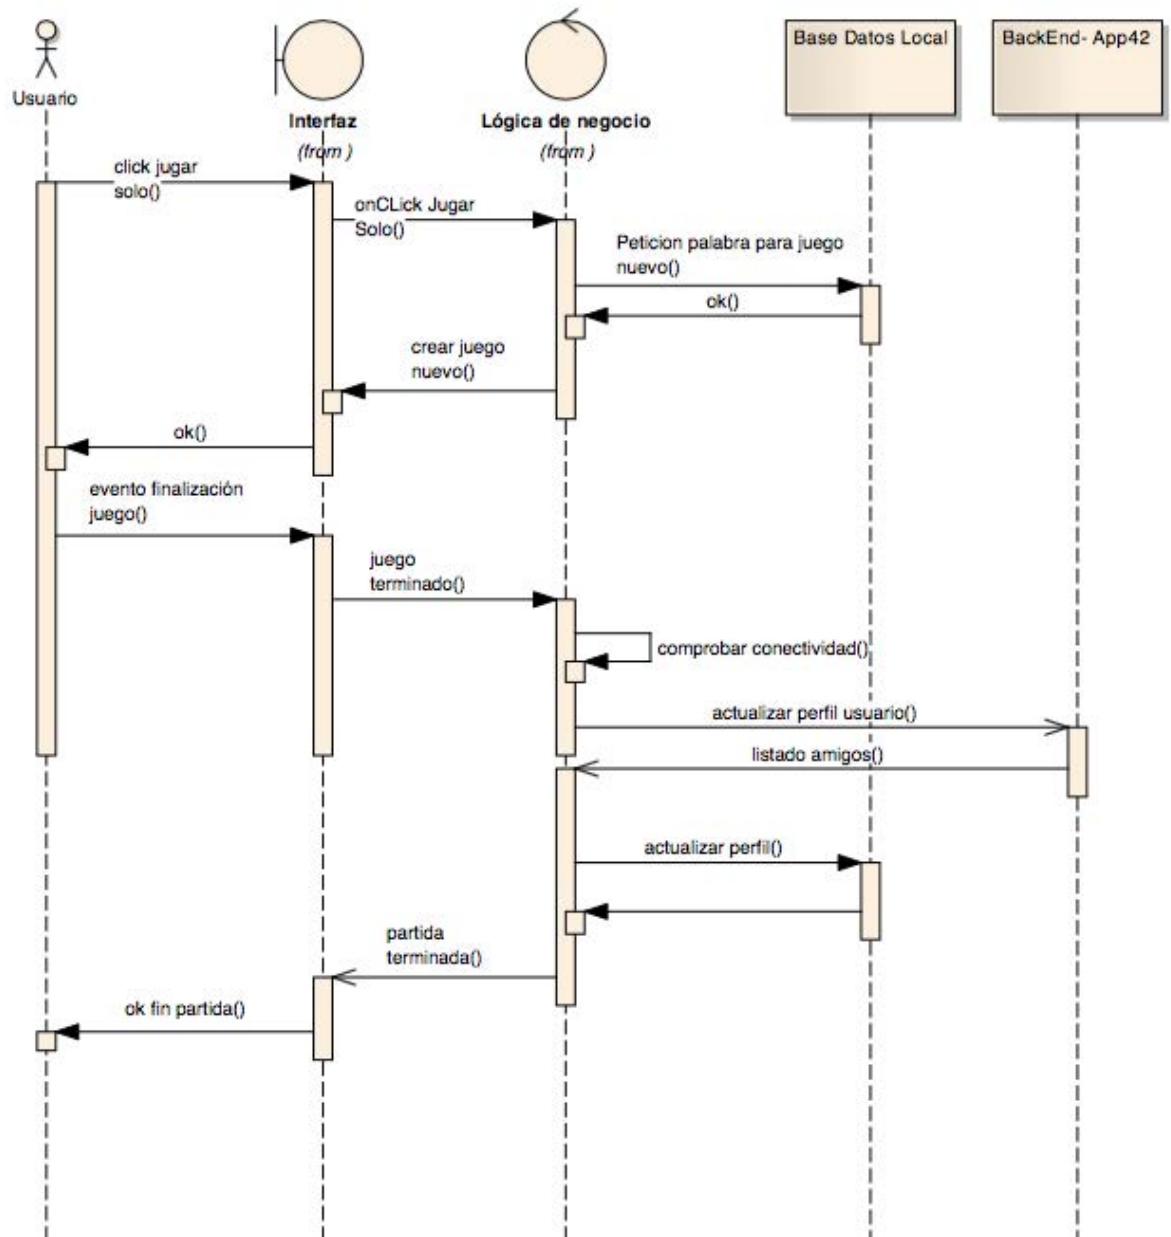 Usuario
Interfaz
(from )
Lógica de negocio
(from )
Base Datos Local
BackEnd- App42
click jugar
solo()
onCLick Jugar
Solo()
Peticion palabra para juego
nuevo()
ok()
crear juego
nuevo()
ok()
evento finalización
juego()
juego
terminado()
comprobar conectividad()
actualizar perfil usuario()
listado amigos()
actualizar perfil()
partida
terminada()
ok fin partida()